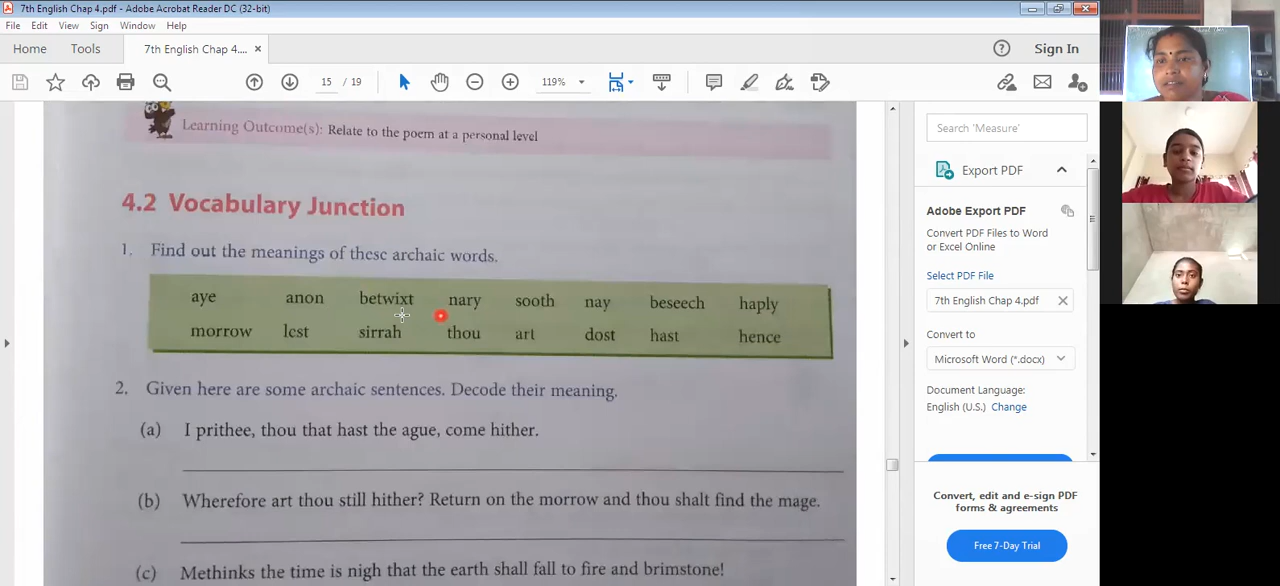 7th English Chap 4.pdf - Adobe Acrobat Reader DC (32-bit)
File Edit View Sign Window Help
Home Tools 7th English Chap 4.... × Sign In
15 / 19 119%
Learning Outcome(s): Relate to the poem at a personal level
4.2 Vocabulary Junction
1. Find out the meanings of these archaic words.
aye anon betwixt nary sooth nay beseech haply
morrow lest sirrah thou art dost hast hence
2. Given here are some archaic sentences. Decode their meaning.
(a) I prithee, thou that hast the ague, come hither.
(b) Wherefore art thou still hither? Return on the morrow and thou shalt find the mage.
(c) Methinks the time is nigh that the earth shall fall to fire and brimstone!
Search 'Measure'
Export PDF
Adobe Export PDF
Convert PDF Files to Word
or Excel Online
Select PDF File
7th English Chap 4.pdf
Convert to
Microsoft Word (*.docx)
Document Language:
English (U.S.) Change
Convert, edit and e-sign PDF
forms & agreements
Free 7-Day Trial